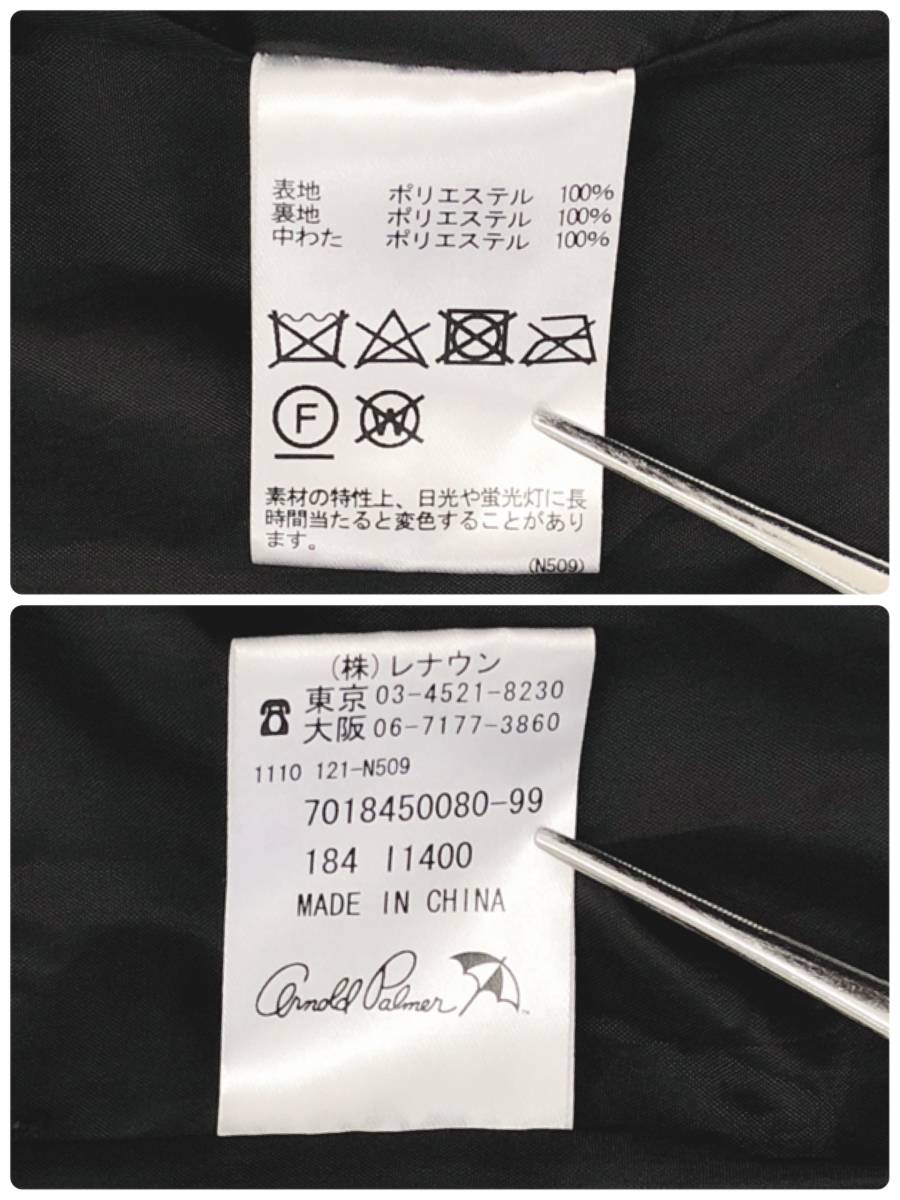 表地 ポリエステル 100%
裏地 ポリエステル 100%
中わた ポリエステル 100%
F
W
素材の特性上、日光や蛍光灯に長
時間当たると変色することがあり
ます。
(N509)
(株)レナウン
東京 03-4521-8230
大阪 06-7177-3860
1110 121-N509
7018450080-99
184 I1400
MADE IN CHINA
Arnold Palmer